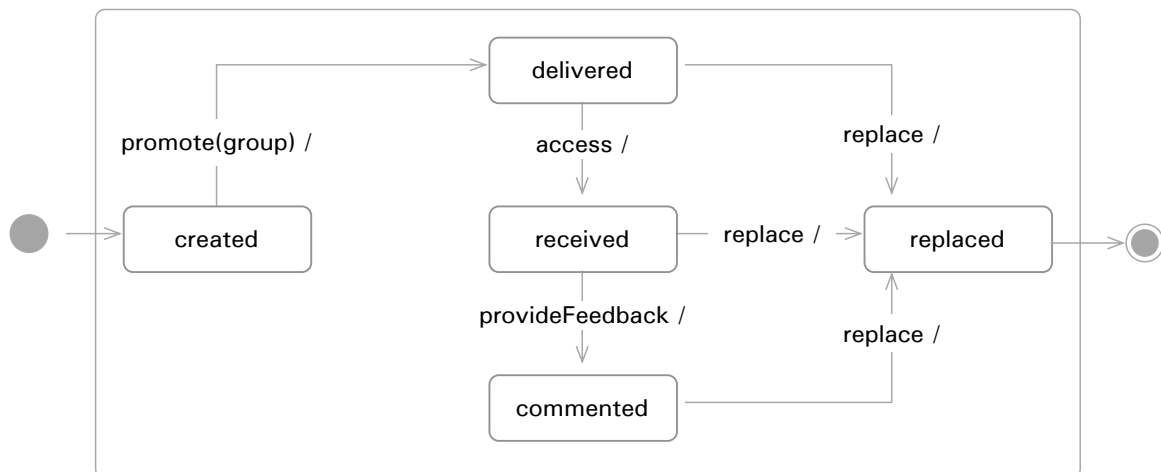 delivered
promote(group) /
access /
replace /
created
received
replace /
replaced
provideFeedback /
replace /
commented